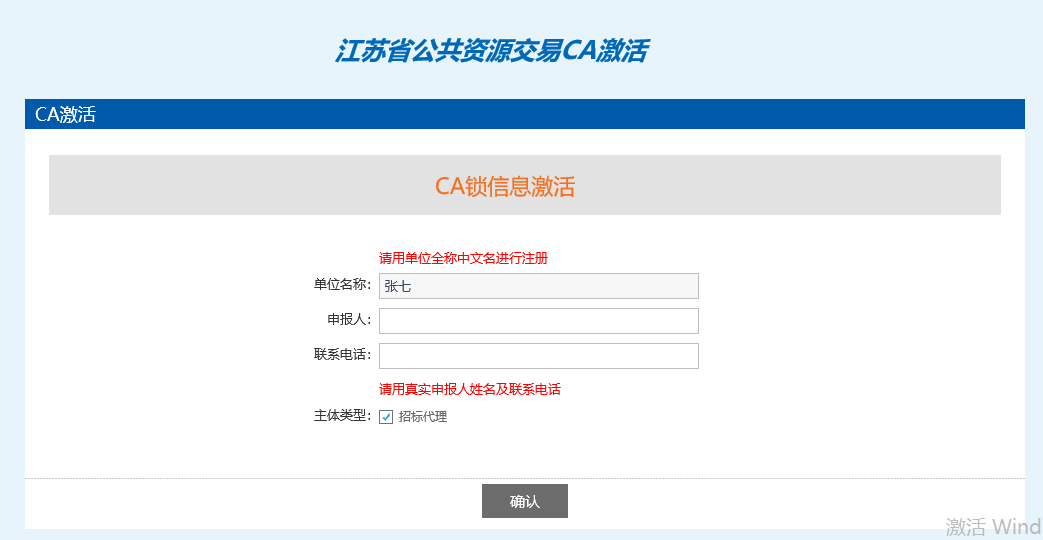 江苏省公共资源交易CA激活
CA激活
CA锁信息激活
请用单位全称中文名进行注册
单位名称： 张七
申报人：
联系电话：
请用真实申报人姓名及联系电话
主体类型： 招标代理
确认
激活 Wind